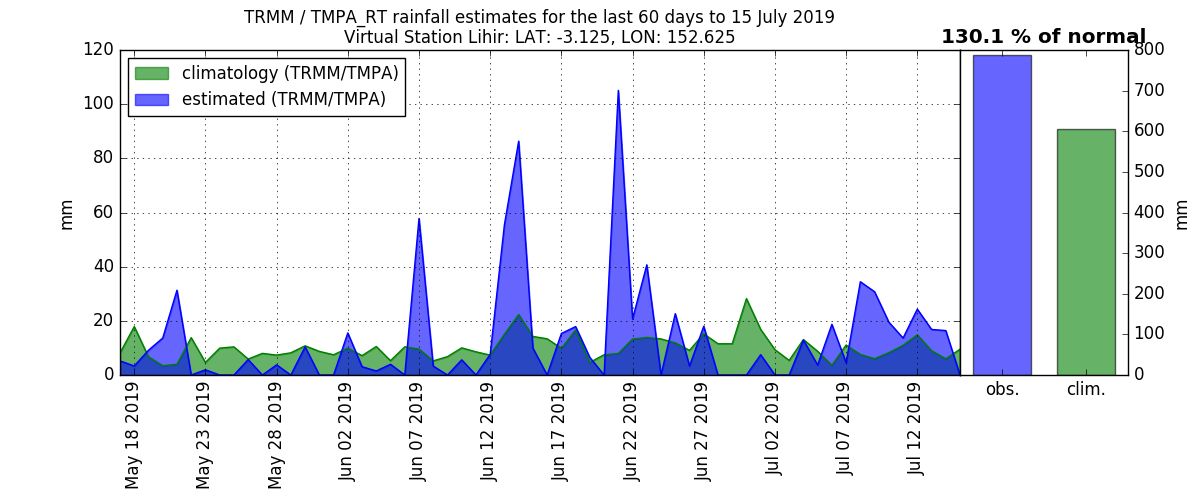 TRMM / TMPA_RT rainfall estimates for the last 60 days to 15 July 2019
Virtual Station Lihir: LAT: -3.125, LON: 152.625
130.1 % of normal
climatology (TRMM/TMPA)
estimated (TRMM/TMPA)
mm
120
100
80
60
40
20
0
May 18 2019
May 23 2019
May 28 2019
Jun 02 2019
Jun 07 2019
Jun 12 2019
Jun 17 2019
Jun 22 2019
Jun 27 2019
Jul 02 2019
Jul 07 2019
Jul 12 2019
obs.
clim.
800
700
600
500
400
300
200
100
0
mm